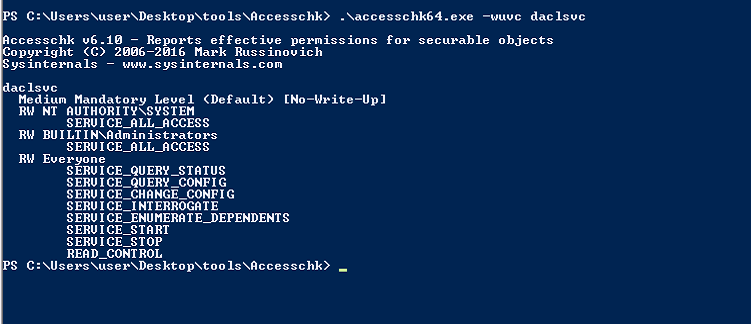 PS C:\Users\user\Desktop\tools\Accesschk> .\accesschk64.exe -wuvc daclsvc
Accesschk v6.10 - Reports effective permissions for securable objects
Copyright (C) 2006-2016 Mark Russinovich
Sysinternals - www.sysinternals.com
daclsvc
Medium Mandatory Level (Default) [No-Write-Up]
RW NT AUTHORITY\SYSTEM
SERVICE_ALL_ACCESS
RW BUILTIN\Administrators
SERVICE_ALL_ACCESS
RW Everyone
SERVICE_QUERY_STATUS
SERVICE_QUERY_CONFIG
SERVICE_CHANGE_CONFIG
SERVICE_INTERROGATE
SERVICE_ENUMERATE_DEPENDENTS
SERVICE_START
SERVICE_STOP
READ_CONTROL
PS C:\Users\user\Desktop\tools\Accesschk> _